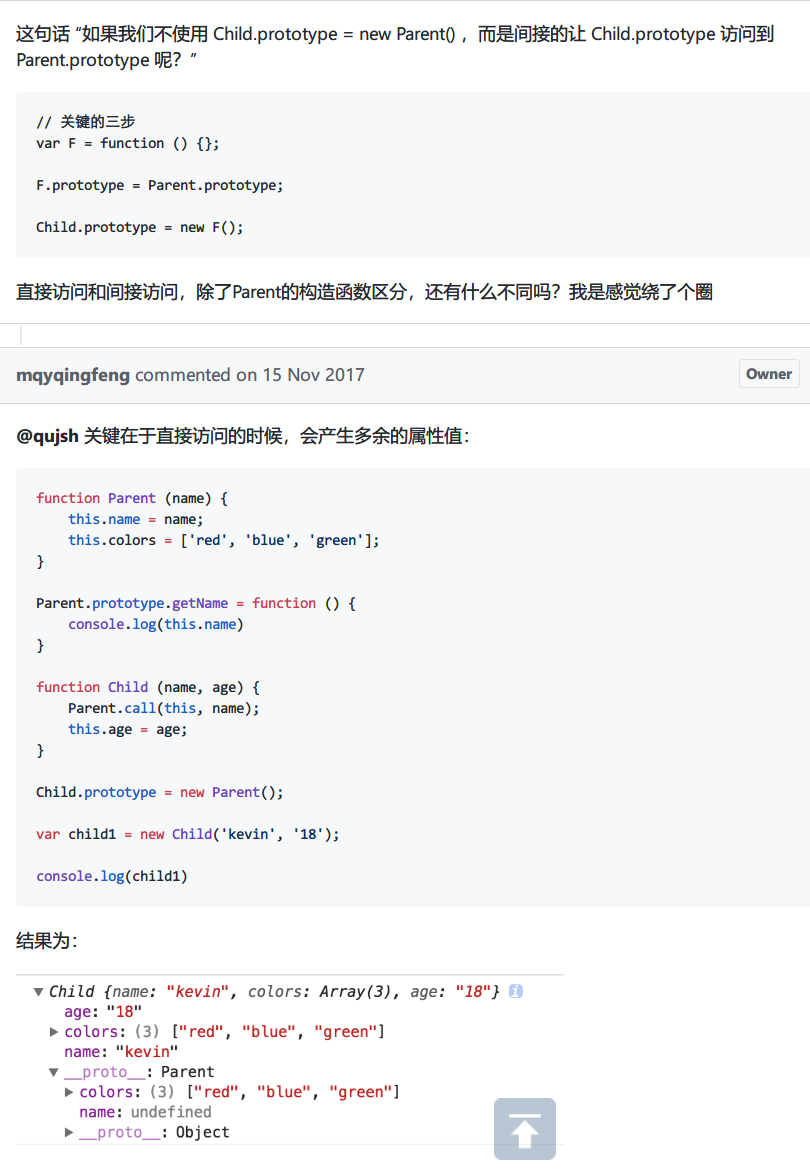 这句话 “如果我们不使用 Child.prototype = new Parent() ，而是间接的让 Child.prototype 访问到
Parent.prototype 呢？”
// 关键的三步
var F = function () {};
F.prototype = Parent.prototype;
Child.prototype = new F();
直接访问和间接访问，除了Parent的构造函数区分，还有什么不同吗？我是感觉绕了个圈
mqyqingfeng commented on 15 Nov 2017
Owner
@qujsh 关键在于直接访问的时候，会产生多余的属性值：
function Parent (name) {
    this.name = name;
    this.colors = ['red', 'blue', 'green'];
}
Parent.prototype.getName = function () {
    console.log(this.name)
}
function Child (name, age) {
    Parent.call(this, name);
    this.age = age;
}
Child.prototype = new Parent();
var child1 = new Child('kevin', '18');
console.log(child1)
结果为：
▼ Child {name: "kevin", colors: Array(3), age: "18"} i
age: "18"
▶ colors: (3) ["red", "blue", "green"]
name: "kevin"
▼ __proto__: Parent
▶ colors: (3) ["red", "blue", "green"]
name: undefined
▶ __proto__: Object